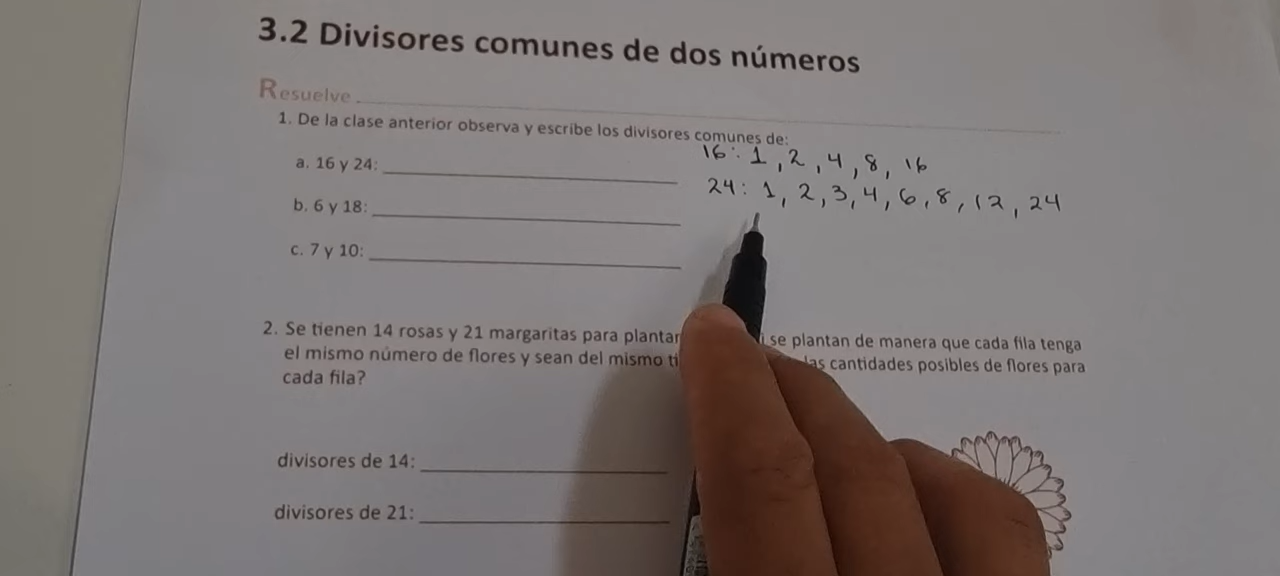 3.2 Divisores comunes de dos números
Resuelve
1. De la clase anterior observa y escribe los divisores comunes de:
16: 1, 2, 4, 8, 16
a. 16 y 24:
24: 1, 2, 3, 4, 6, 8, 12, 24
b. 6 y 18:
c. 7 y 10:
2. Se tienen 14 rosas y 21 margaritas para plantar se plantan de manera que cada fila tenga
el mismo número de flores y sean del mismo las cantidades posibles de flores para
cada fila?
divisores de 14:
divisores de 21: